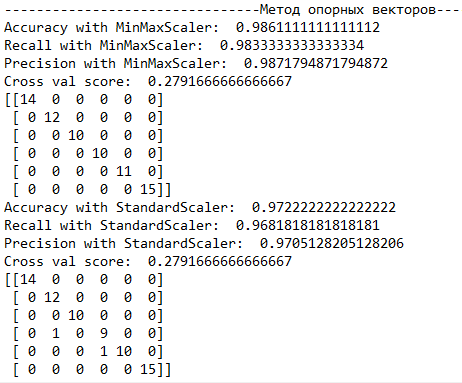 --------------------------------Метод опорных векторов---
Accuracy with MinMaxScaler:  0.9861111111111112
Recall with MinMaxScaler:  0.9833333333333334
Precision with MinMaxScaler:  0.9871794871794872
Cross val score:  0.2791666666666667
[[14  0  0  0  0  0]
 [ 0 12  0  0  0  0]
 [ 0  0 10  0  0  0]
 [ 0  0  0 10  0  0]
 [ 0  0  0  0 11  0]
 [ 0  0  0  0  0 15]]
Accuracy with StandardScaler:  0.9722222222222222
Recall with StandardScaler:  0.9681818181818181
Precision with StandardScaler:  0.9705128205128206
Cross val score:  0.2791666666666667
[[14  0  0  0  0  0]
 [ 0 12  0  0  0  0]
 [ 0  0 10  0  0  0]
 [ 0  1  0  9  0  0]
 [ 0  0  0  1 10  0]
 [ 0  0  0  0  0 15]]